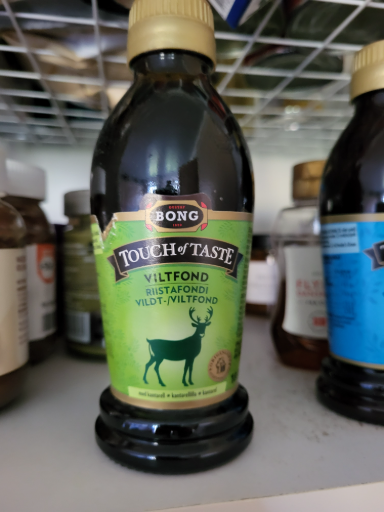 BONG
TOUCH of TASTE
VILTFOND
RIISTAFONDI
VILDT-/VILTFOND